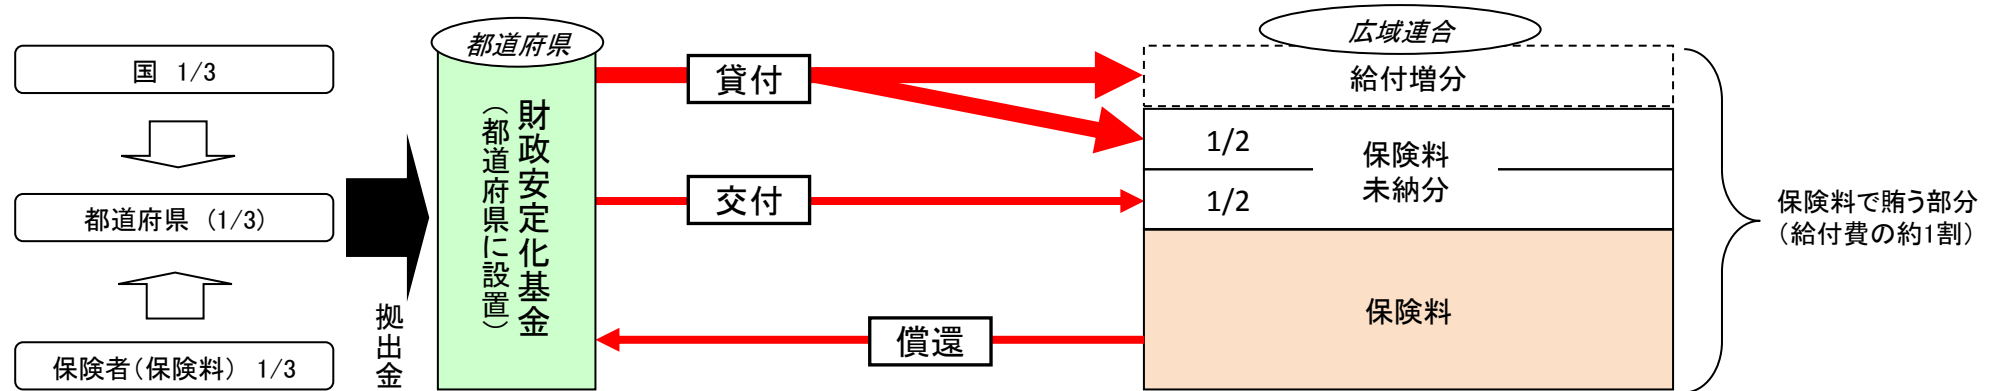 国 1/3
都道府県 (1/3)
保険者(保険料) 1/3
拠出金
都道府県
財政安定化基金
(都道府県に設置)
貸付
交付
償還
広域連合
給付増分
1/2
1/2
保険料
未納分
保険料
保険料で賄う部分
(給付費の約1割)